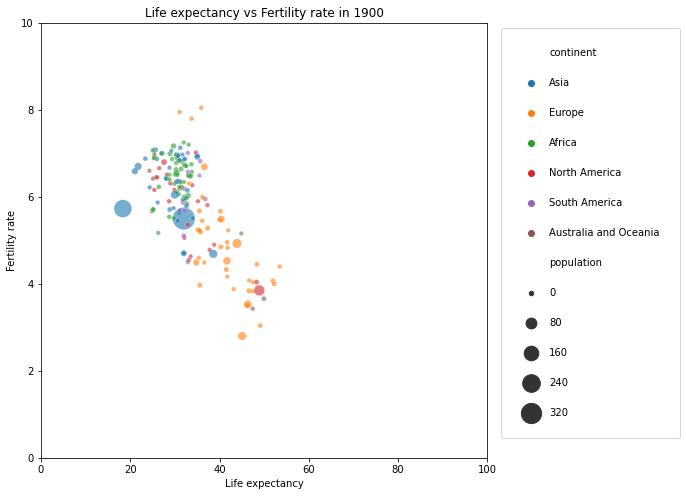 Life expectancy vs Fertility rate in 1900
10
8
6
4
2
0
Fertility rate
0 20 40 60 80 100
Life expectancy
continent
Asia
Europe
Africa
North America
South America
Australia and Oceania
population
0
80
160
240
320